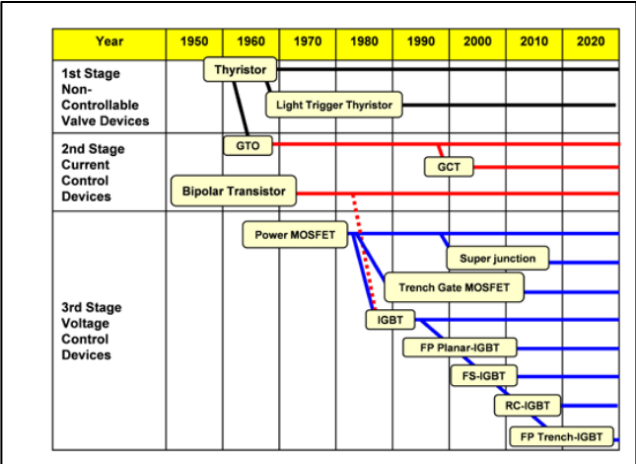 Year 1950 1960 1970 1980 1990 2000 2010 2020
1st Stage
Non-
Controllable
Valve Devices
Thyristor
Light Trigger Thyristor
2nd Stage
Current
Control
Devices
GTO
GCT
Bipolar Transistor
3rd Stage
Voltage
Control
Devices
Power MOSFET
Super junction
Trench Gate MOSFET
IGBT
FP Planar-IGBT
FS-IGBT
RC-IGBT
FP Trench-IGBT